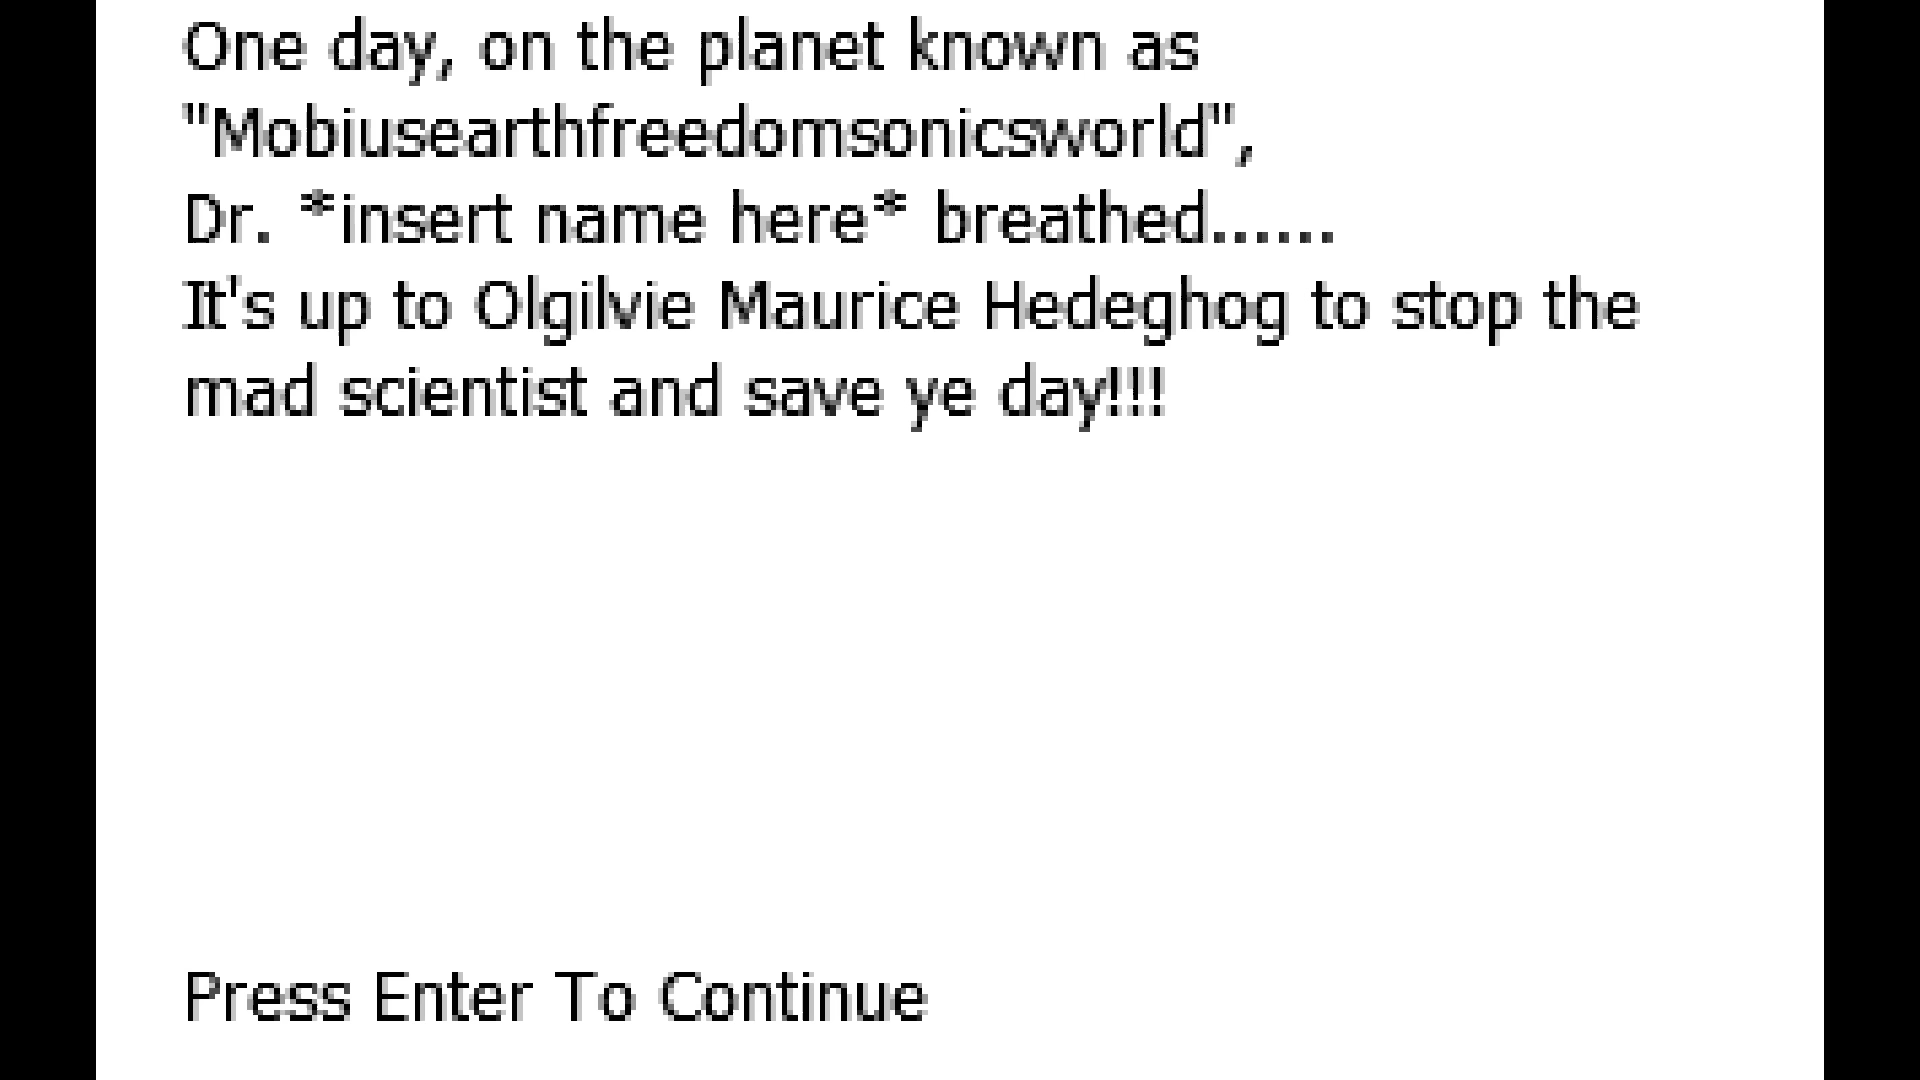 One day, on the planet known as
"Mobiusearthfreedomsonicsworld",
Dr. *insert name here* breathed......
It's up to Olgilvie Maurice Hedeghog to stop the
mad scientist and save ye day!!!
Press Enter To Continue